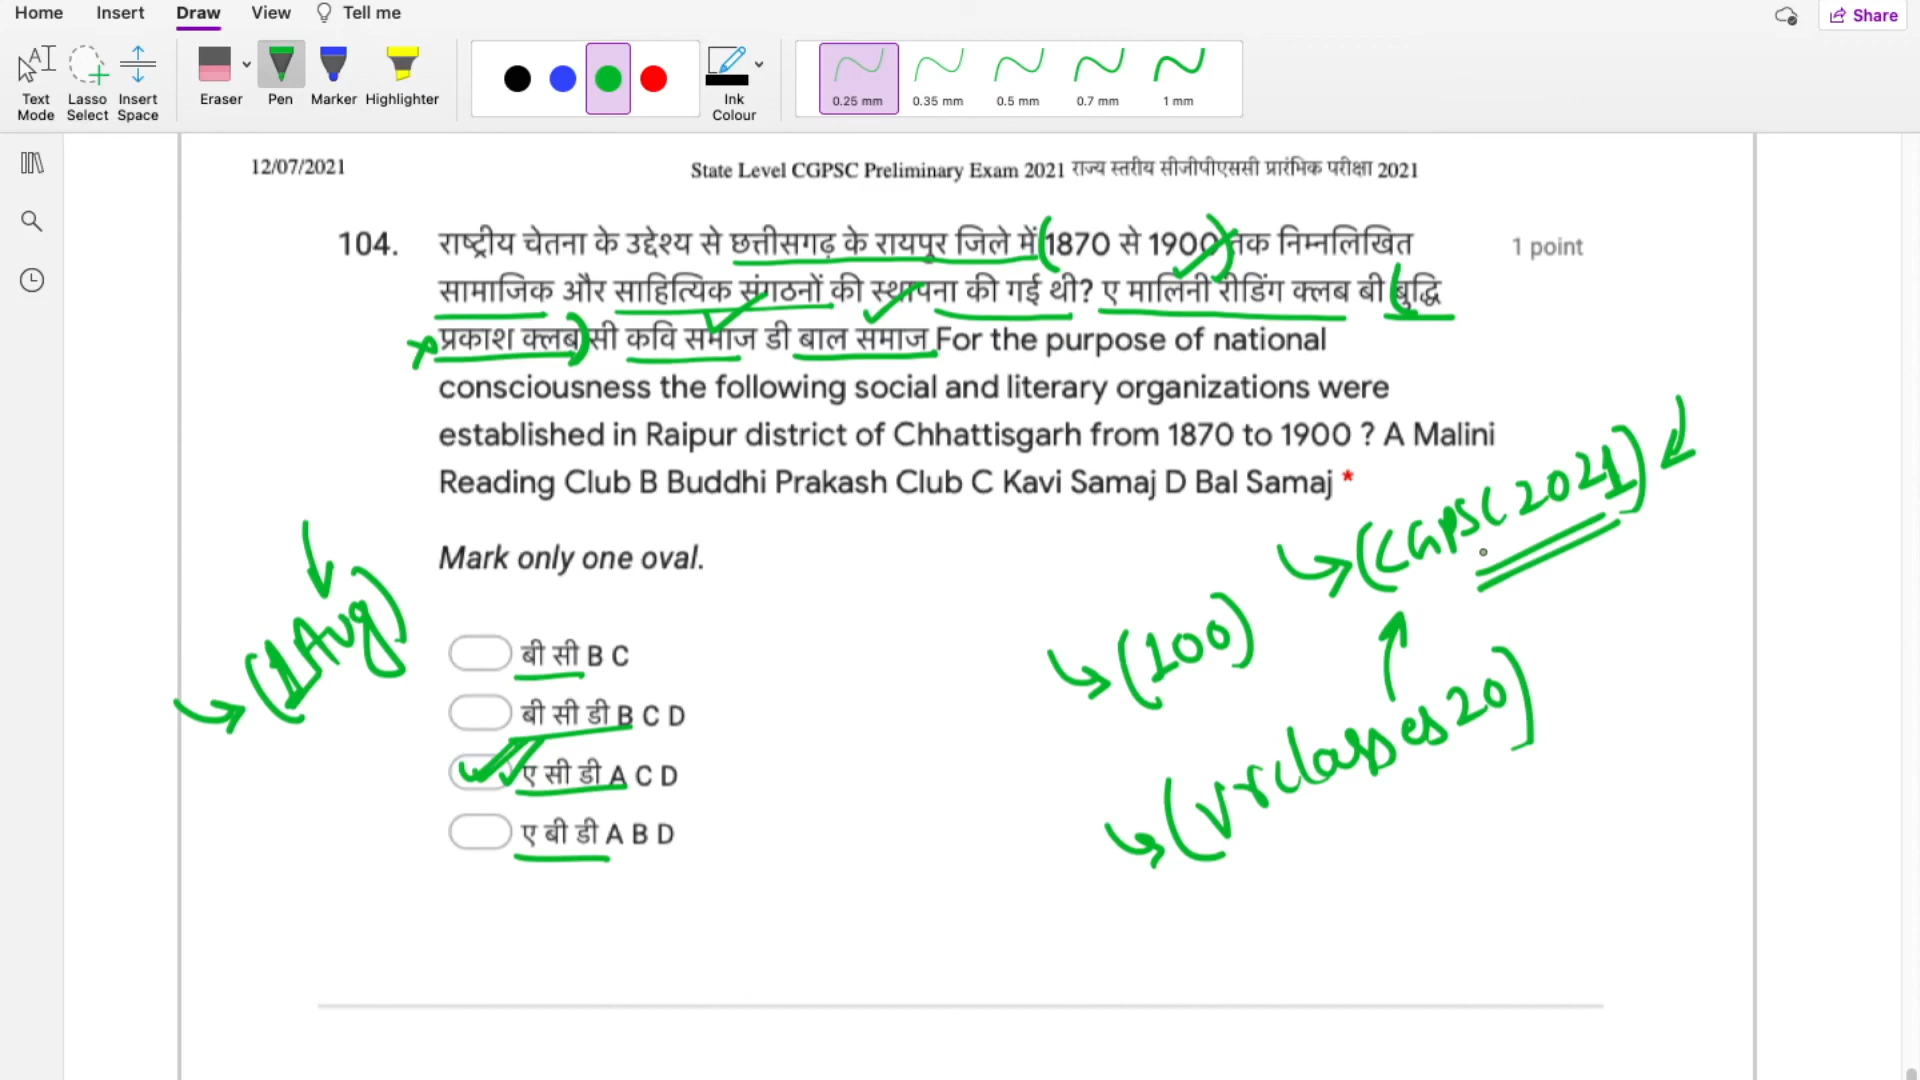 Home Insert Draw View Tell me
Share
Text Mode
Lasso Select
Insert Space
Eraser
Pen
Marker
Highlighter
Ink Colour
0.25 mm
0.35 mm
0.5 mm
0.7 mm
1 mm
12/07/2021
State Level CGPSC Preliminary Exam 2021 राज्य स्तरीय सीजीपीएससी प्रारंभिक परीक्षा 2021
104. राष्ट्रीय चेतना के उद्देश्य से छत्तीसगढ़ के रायपुर जिले में 1870 से 1900 तक निम्नलिखित
1 point
सामाजिक और साहित्यिक संगठनों की स्थापना की गई थी? ए मालिनी रीडिंग क्लब बी बुद्धि
प्रकाश क्लब सी कवि समाज डी बाल समाज For the purpose of national
consciousness the following social and literary organizations were
established in Raipur district of Chhattisgarh from 1870 to 1900 ? A Malini
Reading Club B Buddhi Prakash Club C Kavi Samaj D Bal Samaj *
(CGPSC 2021)
Mark only one oval.
(1 Aug)
(100)
बी सी B C
बी सी डी B C D
ए सी डी A C D
ए बी डी A B D
(vrclasses20)